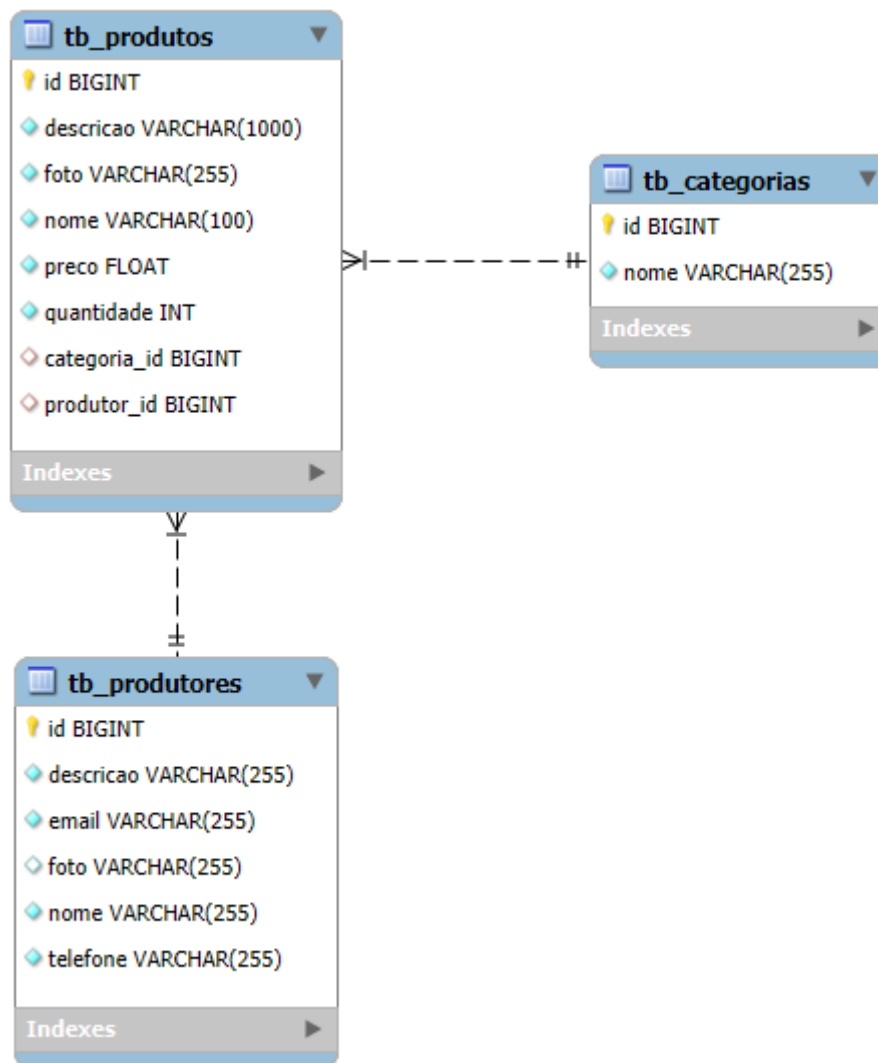 tb_produtos
id BIGINT
descricao VARCHAR(1000)
foto VARCHAR(255)
nome VARCHAR(100)
preco FLOAT
quantidade INT
categoria_id BIGINT
produtor_id BIGINT
Indexes
tb_categorias
id BIGINT
nome VARCHAR(255)
Indexes
tb_produtores
id BIGINT
descricao VARCHAR(255)
email VARCHAR(255)
foto VARCHAR(255)
nome VARCHAR(255)
telefone VARCHAR(255)
Indexes